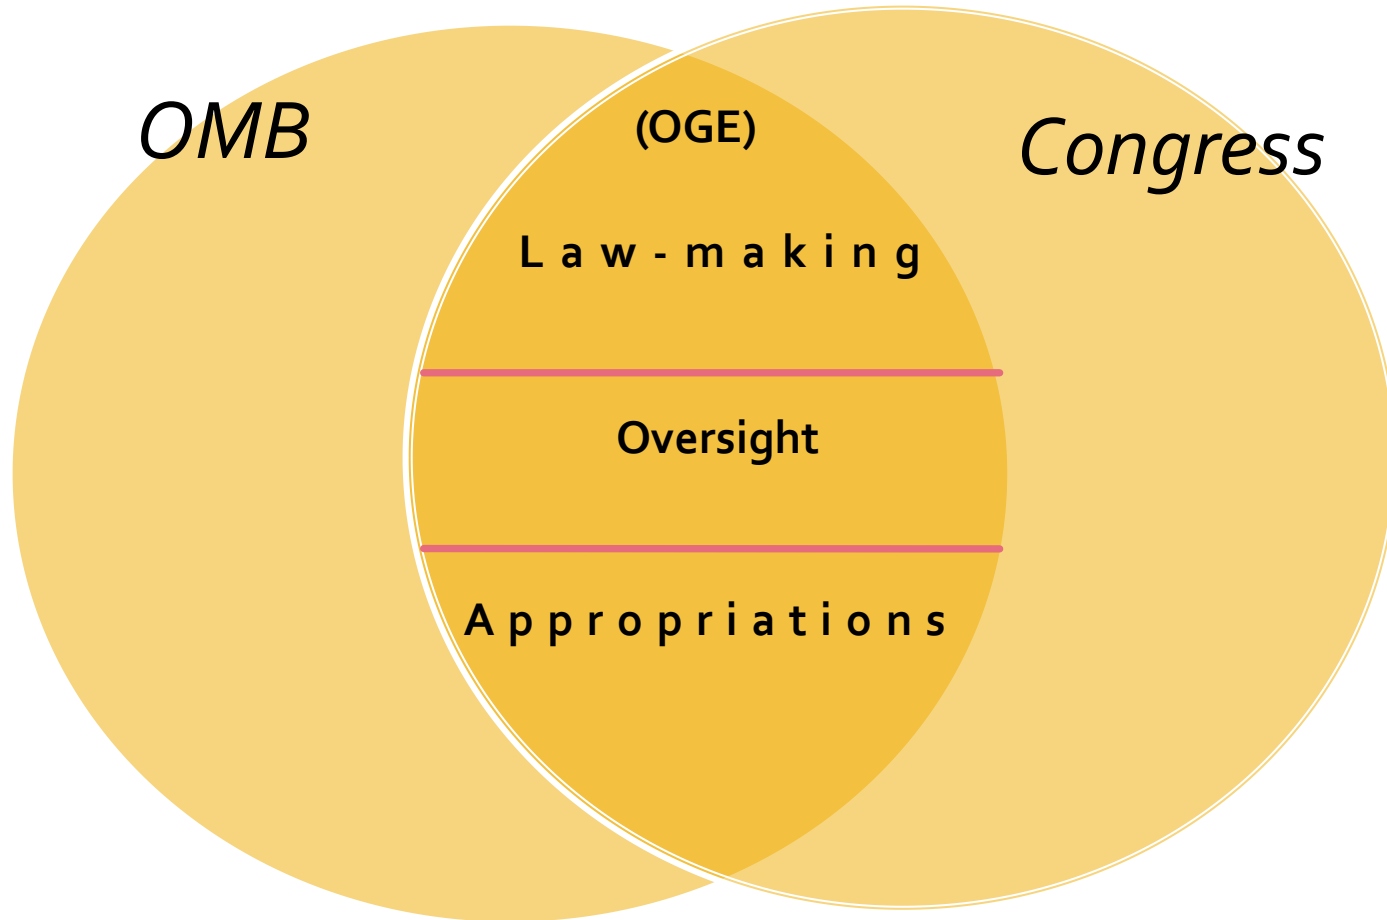 OMB
(OGE)
Congress
Law-making
Oversight
Appropriations